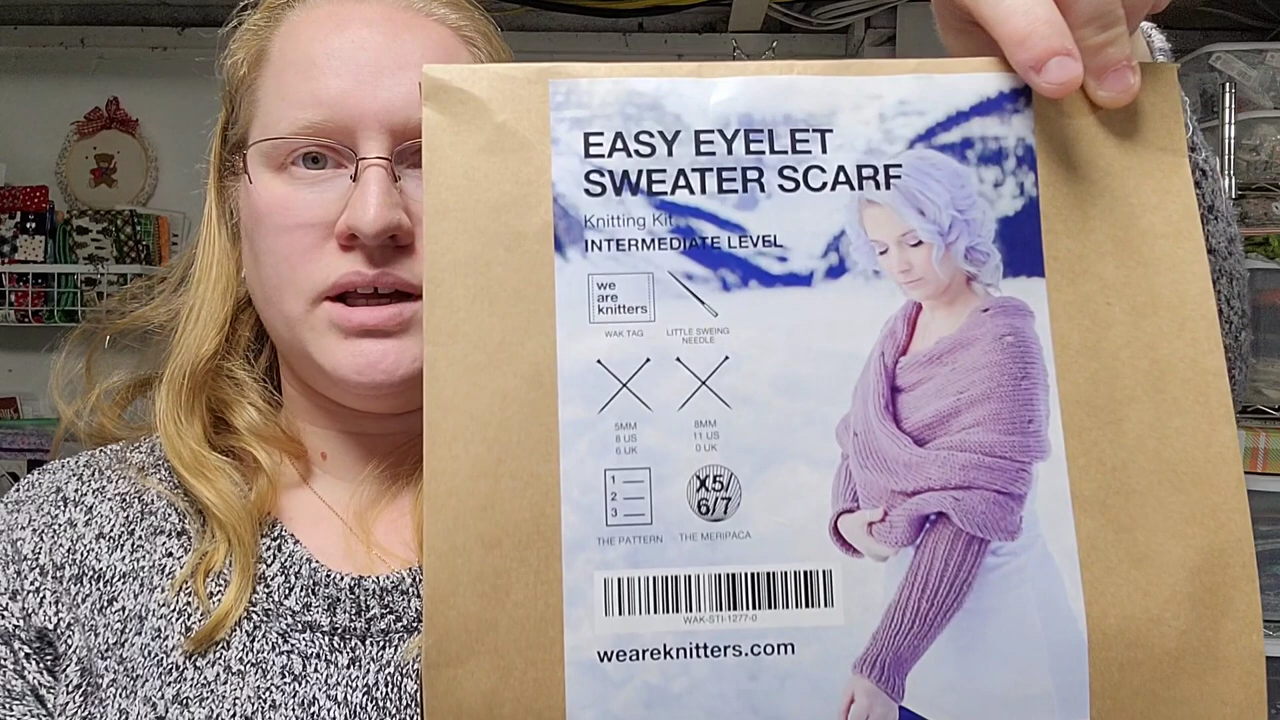 EASY EYELET
SWEATER SCARF
Knitting Kit
INTERMEDIATE LEVEL
we
are
knitters
WAK TAG
LITTLE SWEING
NEEDLE
5MM
8 US
6 UK
8MM
11 US
0 UK
1
2
3
X5/
6/7
THE PATTERN
THE MERIPACA
WAK-STI-1277-0
weareknitters.com